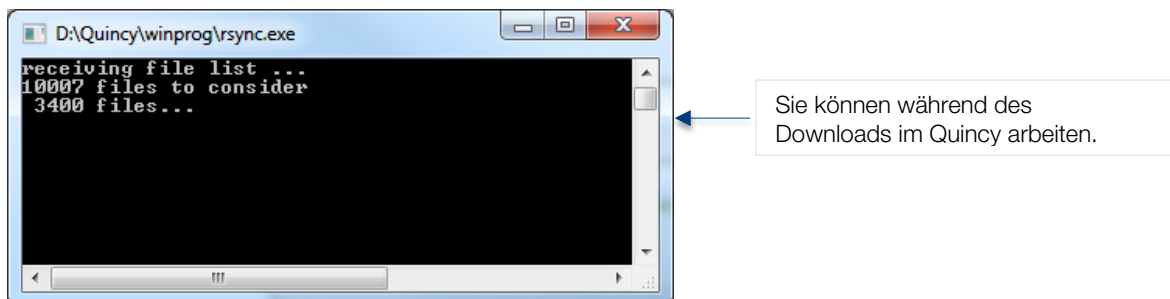 D:\Quincy\winprog\rsync.exe
receiving file list ...
10007 files to consider
3400 files...
Sie können während des
Downloads im Quincy arbeiten.